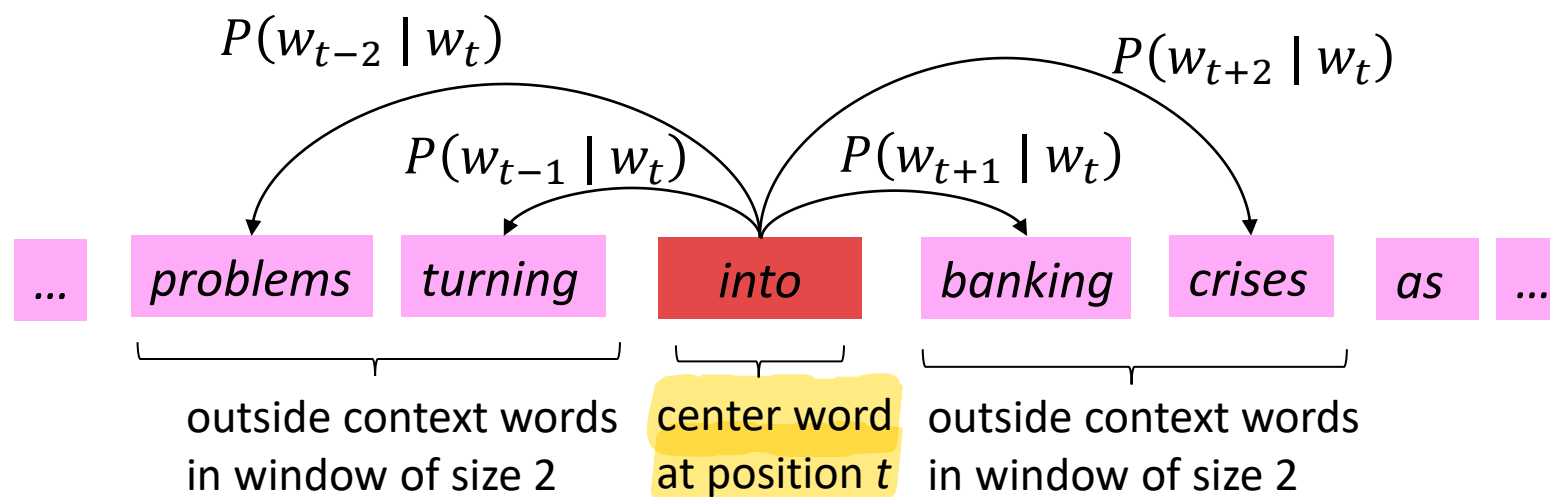 P(w_{t−2} | w_t)
P(w_{t+2} | w_t)
P(w_{t−1} | w_t)
P(w_{t+1} | w_t)
... problems turning into banking crises as ...
outside context words
in window of size 2
center word
at position t
outside context words
in window of size 2